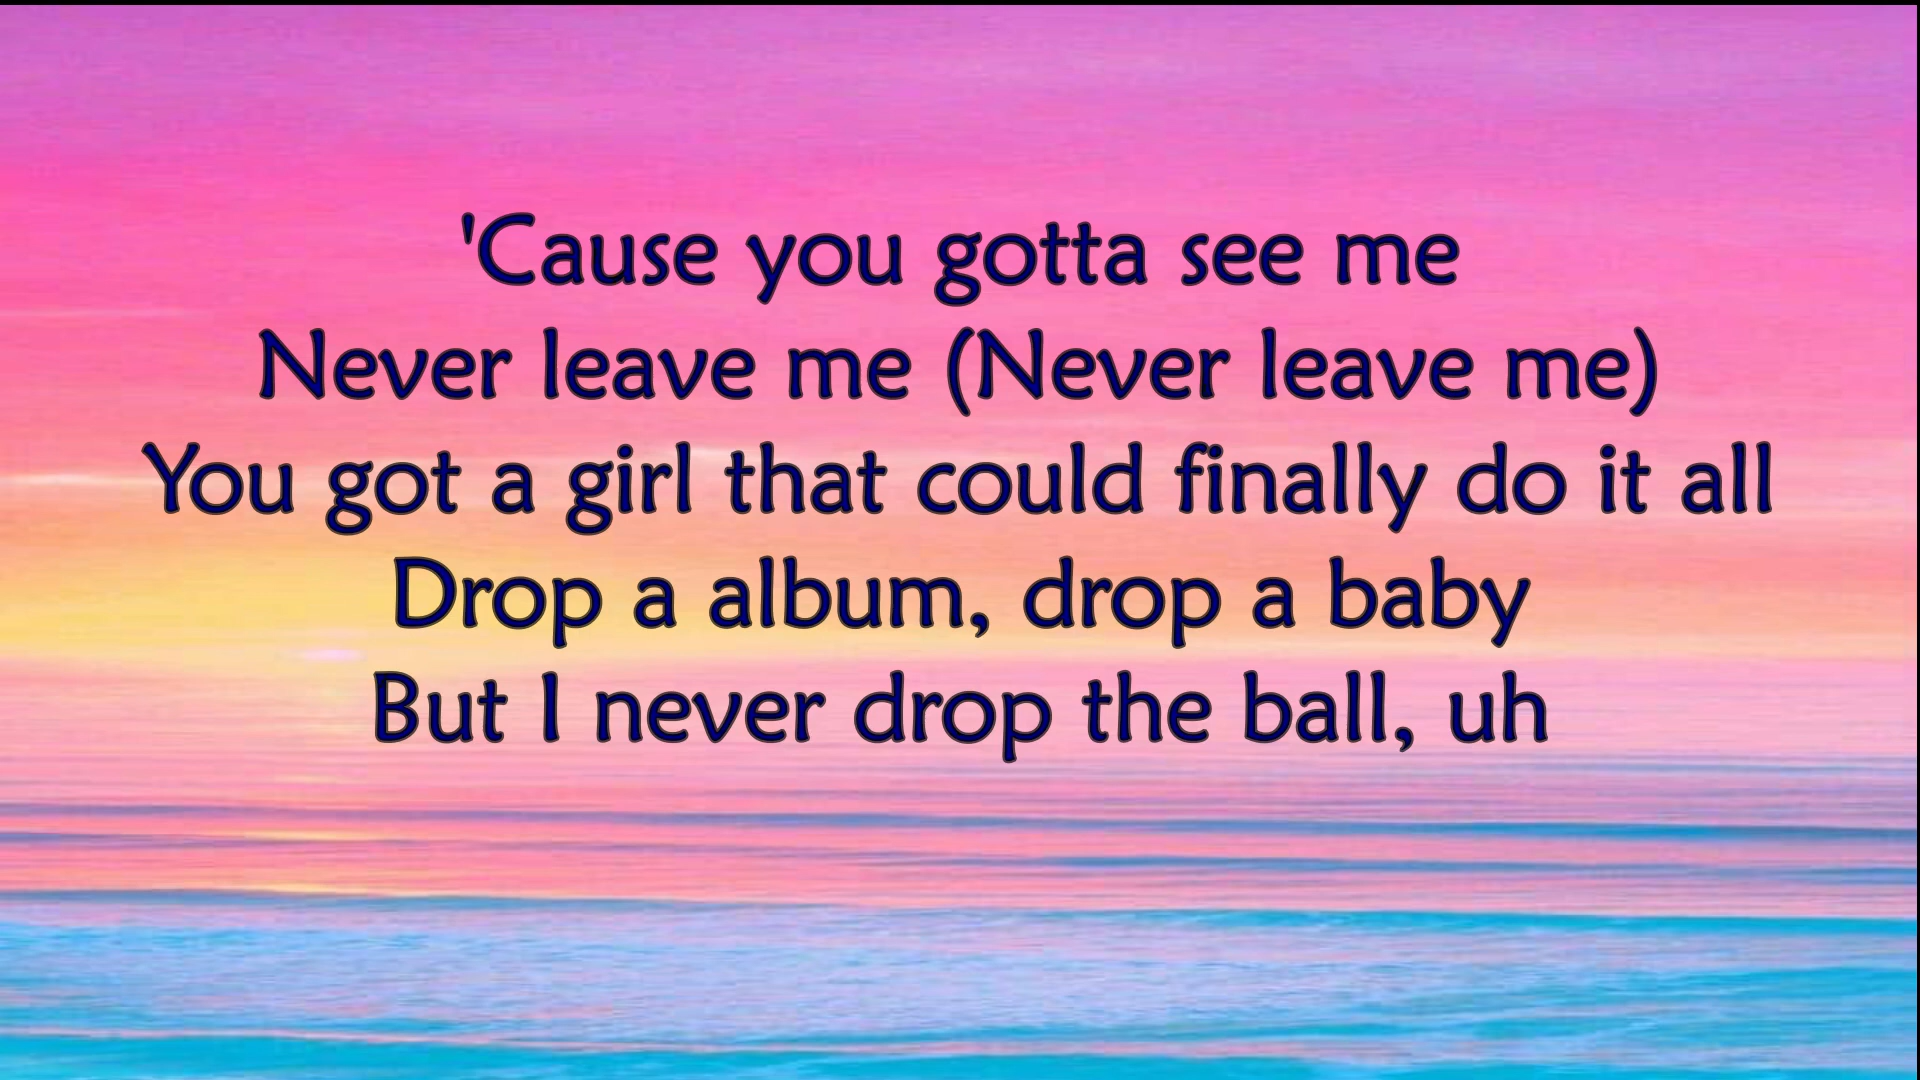 'Cause you gotta see me
Never leave me (Never leave me)
You got a girl that could finally do it all
Drop a album, drop a baby
But I never drop the ball, uh